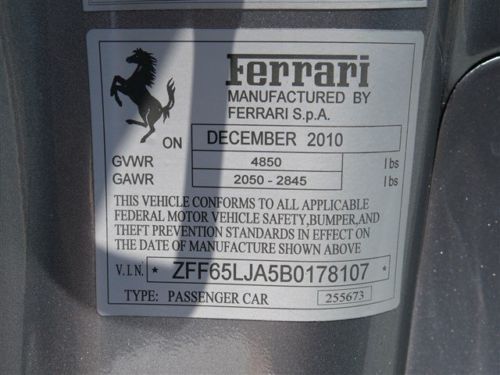 Ferrari
MANUFACTURED BY
FERRARI S.p.A.
ON DECEMBER 2010
GVWR 4850 lbs
GAWR 2050 - 2845 lbs
THIS VEHICLE CONFORMS TO ALL APPLICABLE
FEDERAL MOTOR VEHICLE SAFETY,BUMPER,AND
THEFT PREVENTION STANDARDS IN EFFECT ON
THE DATE OF MANUFACTURE SHOWN ABOVE
V.I.N. * ZFF65LJA5B0178107 *
TYPE: PASSENGER CAR 255673